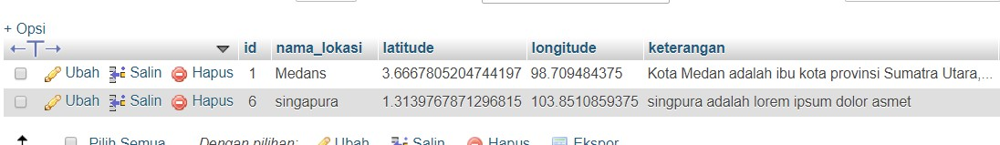 + Opsi
←T→ id nama_lokasi latitude longitude keterangan
Ubah Salin Hapus 1 Medans 3.6667805204744197 98.709484375 Kota Medan adalah ibu kota provinsi Sumatra Utara,...
Ubah Salin Hapus 6 singapura 1.3139767871296815 103.8510859375 singpura adalah lorem ipsum dolor asmet
Pilih Semua Dengan pilihan: Ubah Salin Hapus Ekspor